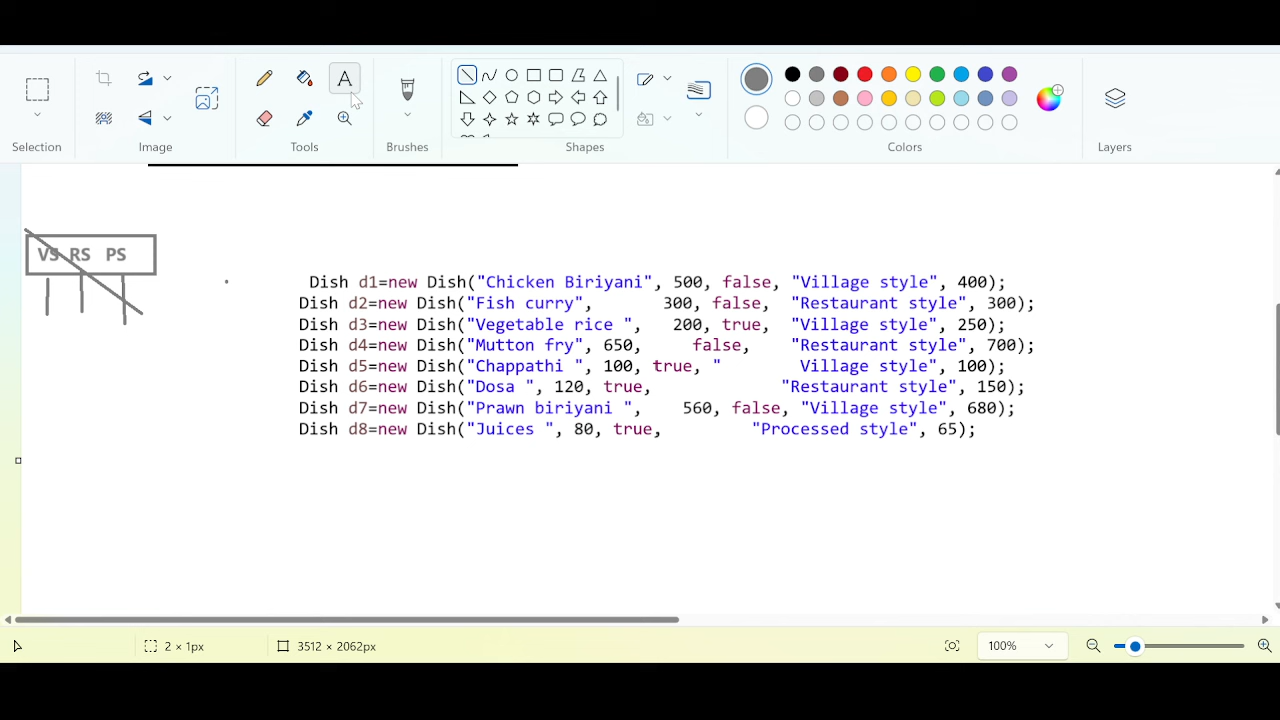 A
Selection
Image
Tools
Brushes
Shapes
Colors
Layers
VS RS PS
Dish d1=new Dish("Chicken Biriyani", 500, false, "Village style", 400);
Dish d2=new Dish("Fish curry", 300, false, "Restaurant style", 300);
Dish d3=new Dish("Vegetable rice ", 200, true, "Village style", 250);
Dish d4=new Dish("Mutton fry", 650, false, "Restaurant style", 700);
Dish d5=new Dish("Chappathi ", 100, true, " Village style", 100);
Dish d6=new Dish("Dosa ", 120, true, "Restaurant style", 150);
Dish d7=new Dish("Prawn biriyani ", 560, false, "Village style", 680);
Dish d8=new Dish("Juices ", 80, true, "Processed style", 65);
2 × 1px
3512 × 2062px
100%